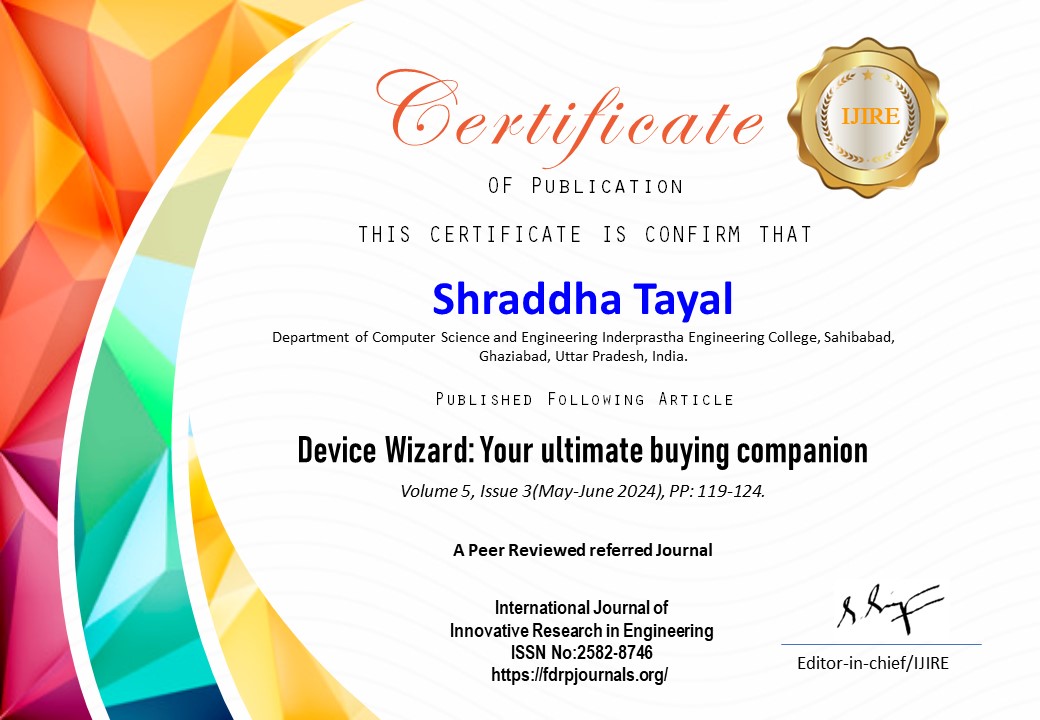 Certificate
IJIRE
OF PUBLICATION
THIS CERTIFICATE IS CONFIRM THAT
Shraddha Tayal
Department of Computer Science and Engineering Inderprastha Engineering College, Sahibabad,
Ghaziabad, Uttar Pradesh, India.
PUBLISHED FOLLOWING ARTICLE
Device Wizard: Your ultimate buying companion
Volume 5, Issue 3(May-June 2024), PP: 119-124.
A Peer Reviewed referred Journal
International Journal of
Innovative Research in Engineering
ISSN No:2582-8746
https://fdrpjournals.org/
Editor-in-chief/IJIRE